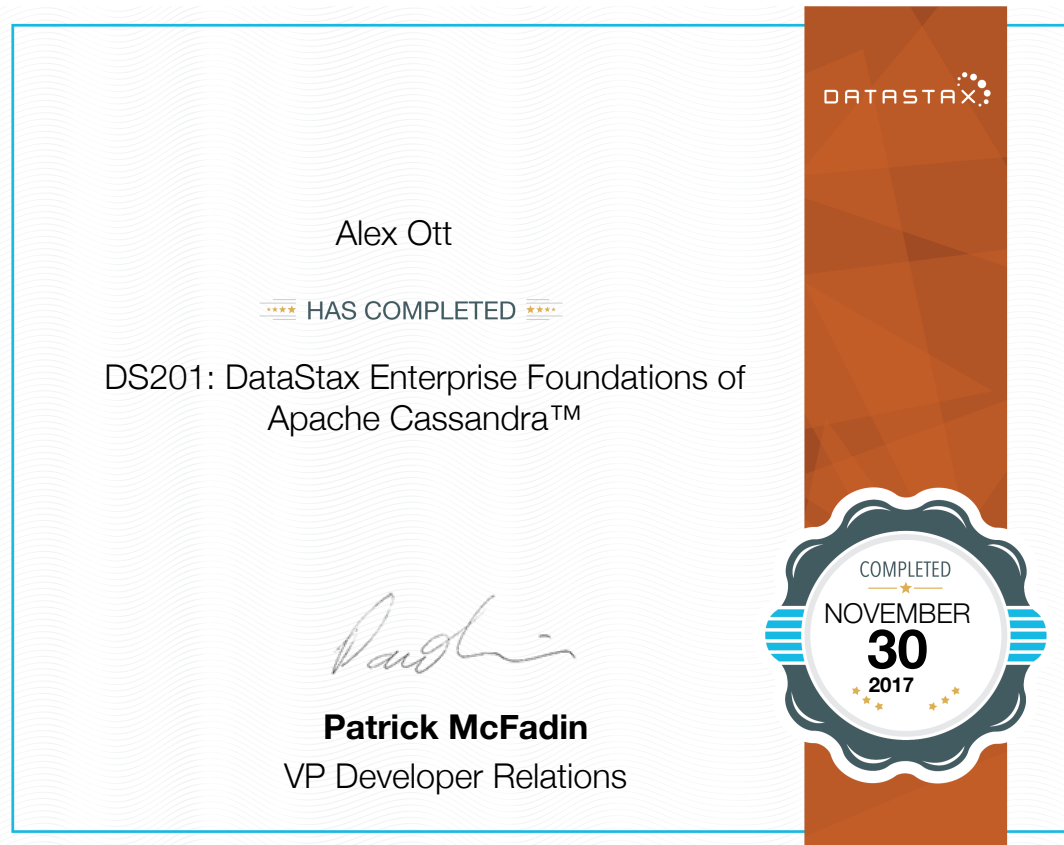 DATASTAX
Alex Ott
HAS COMPLETED
DS201: DataStax Enterprise Foundations of
Apache Cassandra™
Patrick McFadin
VP Developer Relations
COMPLETED
NOVEMBER
30
2017